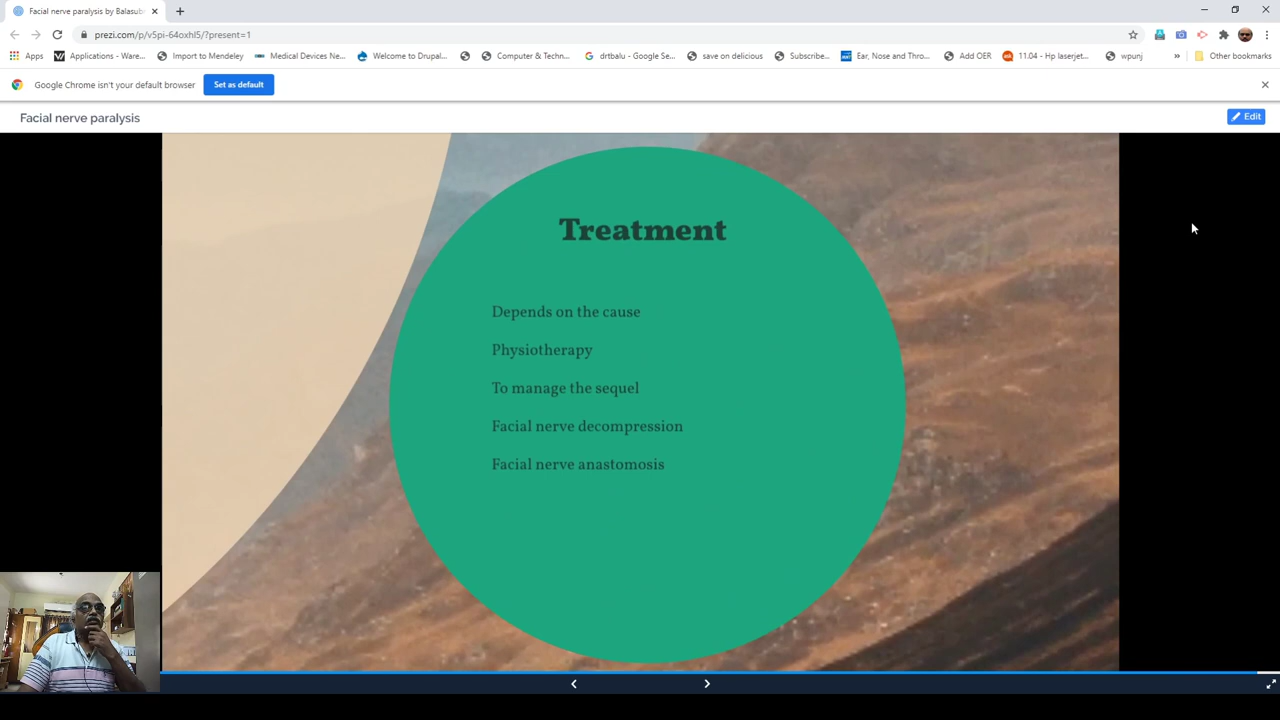 Facial nerve paralysis by Balasub
prezi.com/p/v5pi-64oxhl5/?present=1
Apps
Applications - Ware...
Import to Mendeley
Medical Devices Ne...
Welcome to Drupal...
Computer & Techn...
drtbalu - Google Se...
save on delicious
Subscribe...
Ear, Nose and Thro...
Add OER
11.04 - Hp laserjet...
wpunj
»
Other bookmarks
Google Chrome isn't your default browser
Set as default
Facial nerve paralysis
Edit
Treatment
Depends on the cause
Physiotherapy
To manage the sequel
Facial nerve decompression
Facial nerve anastomosis